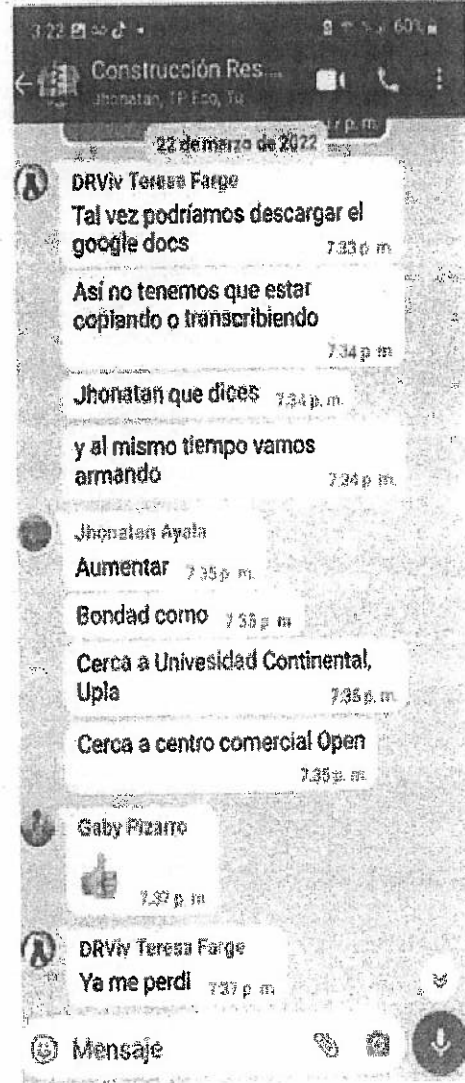 3:22
60%
Construcción Res...
Jhonatan, TP Eco, Tú
p. m.
22 de marzo de 2022
DRViv Teresa Farge
Tal vez podríamos descargar el
google docs
7:33 p. m.
Así no tenemos que estar
copiando o transcribiendo
7:34 p. m.
Jhonatan que dices 7:34 p. m.
y al mismo tiempo vamos
armando
7:34 p. m.
Jhonatan Ayala
Aumentar 7:35 p. m.
Bondad como 7:35 p. m.
Cerca a Univesidad Continental,
Upla
7:35 p. m.
Cerca a centro comercial Open
7:35 p. m.
Gaby Pizarro
7:37 p. m.
DRViv Teresa Farge
Ya me perdi 7:37 p. m.
Mensaje